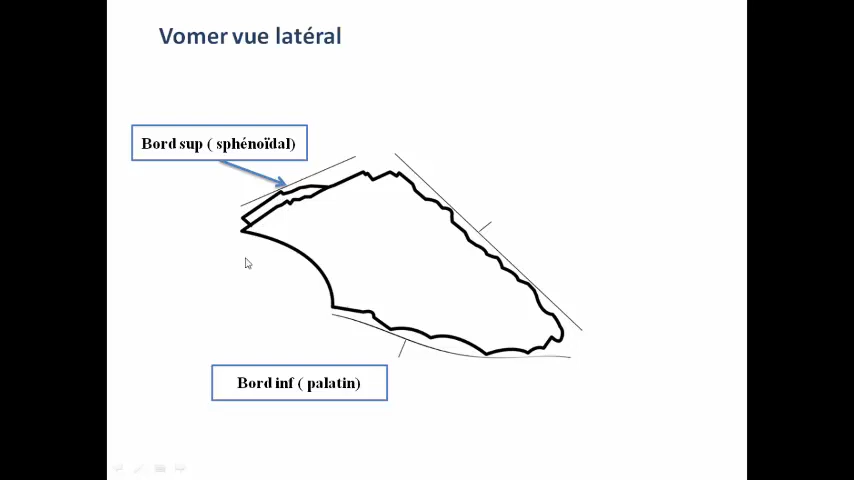 Vomer vue latéral
Bord sup ( sphénoïdal)
Bord inf ( palatin)